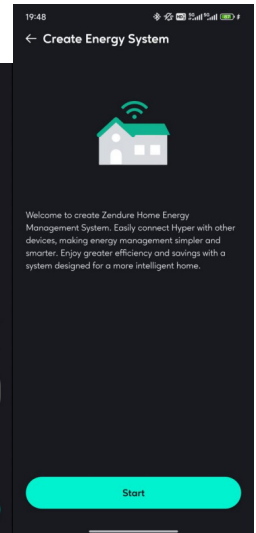 19:48
← Create Energy System
Welcome to create Zendure Home Energy
Management System. Easily connect Hyper with other
devices, making energy management simpler and
smarter. Enjoy greater efficiency and savings with a
system designed for a more intelligent home.
Start